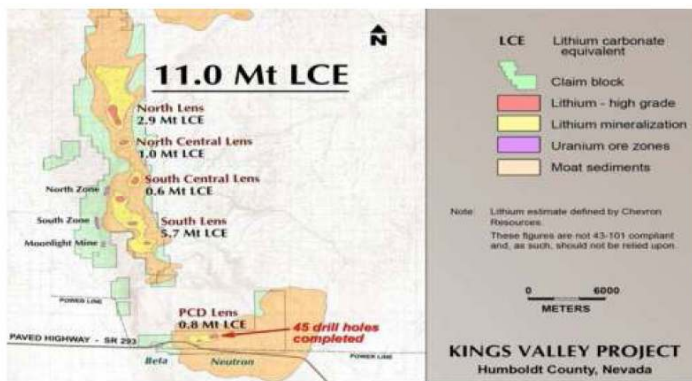 N
11.0 Mt LCE
North Lens
2.9 Mt LCE
North Central Lens
1.0 Mt LCE
South Central Lens
0.6 Mt LCE
North Zone
South Zone
South Lens
5.7 Mt LCE
Moonlight Mine
POWER LINE
PCD Lens
0.8 Mt LCE
45 drill holes
completed
PAVED HIGHWAY - SR 293
POWER LINE
Beta
Neutron
LCE Lithium carbonate
equivalent
Claim block
Lithium - high grade
Lithium mineralization
Uranium ore zones
Moat sediments
Note: Lithium estimate defined by Chevron
Resources.
These figures are not 43-101 compliant
and, as such, should not be relied upon.
0 6000
METERS
KINGS VALLEY PROJECT
Humboldt County, Nevada